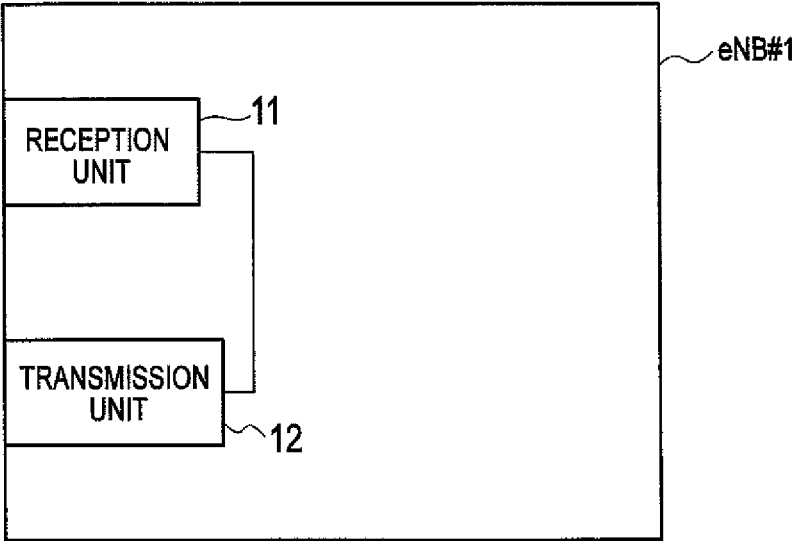 eNB#1
11
RECEPTION
UNIT
TRANSMISSION
UNIT
12